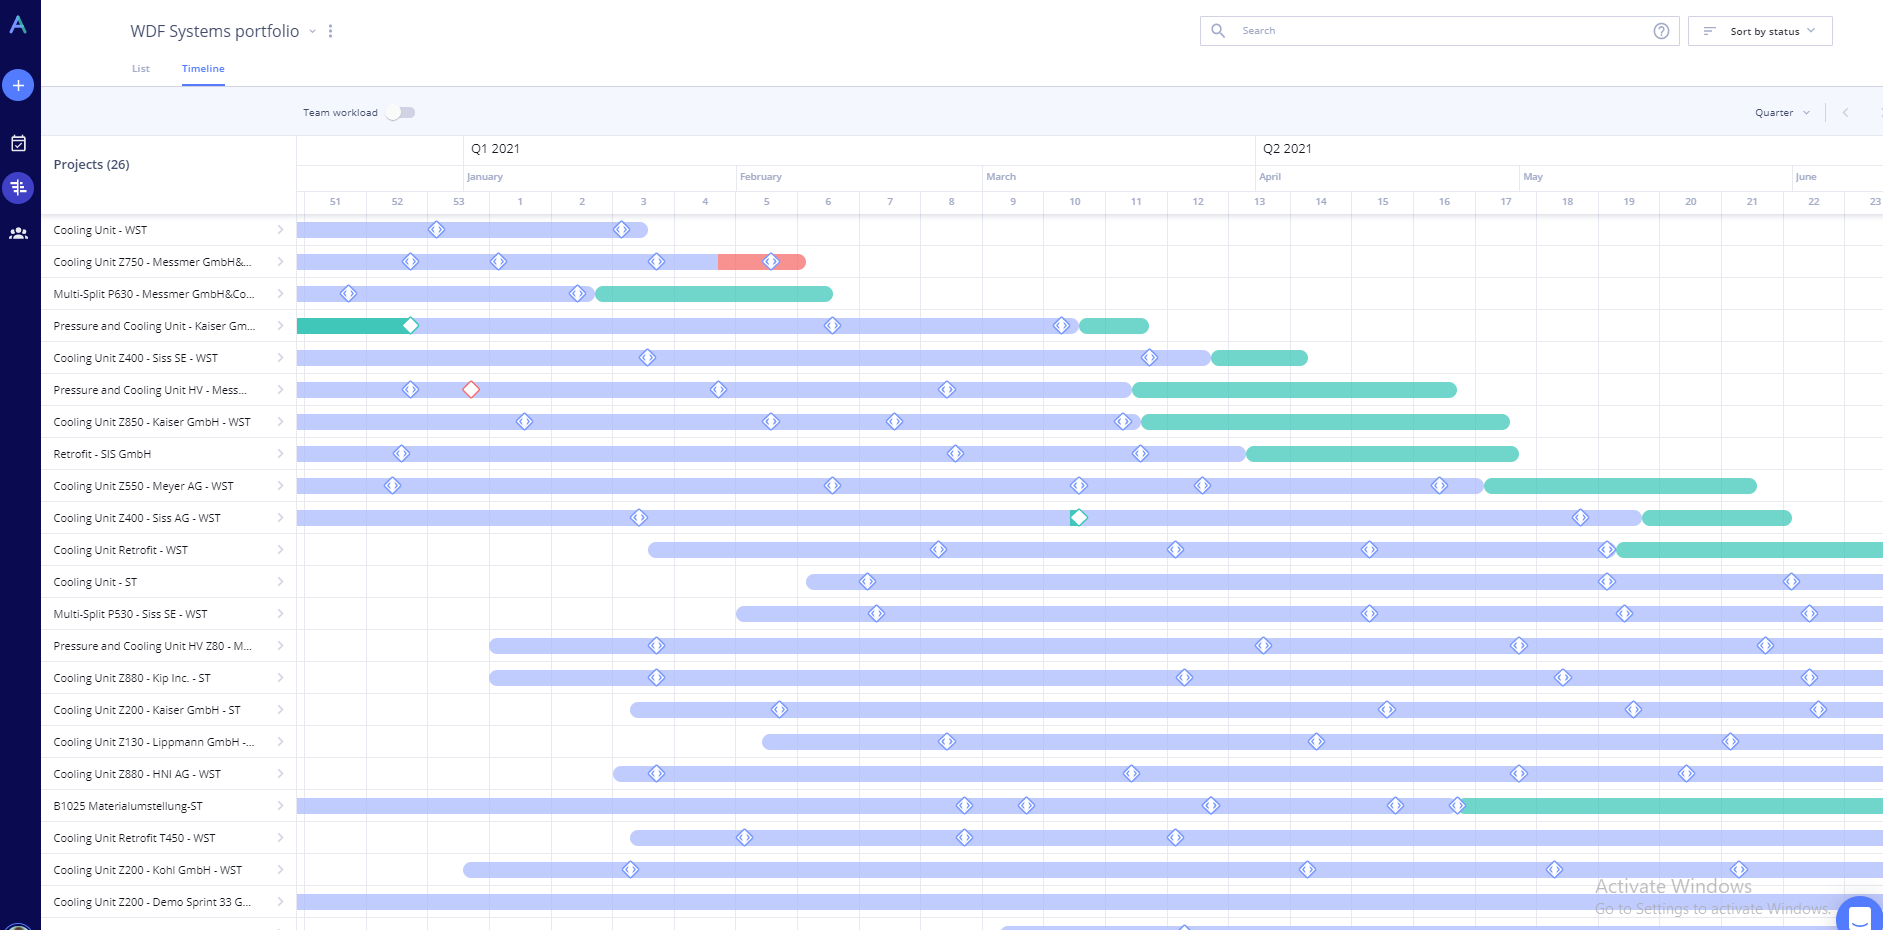 WDF Systems portfolio
Search
Sort by status
List
Timeline
Team workload
Quarter
Projects (26)
Q1 2021
Q2 2021
January
February
March
April
May
June
51 52 53 1 2 3 4 5 6 7 8 9 10 11 12 13 14 15 16 17 18 19 20 21 22 23
Cooling Unit - WST
Cooling Unit Z750 - Messmer GmbH&...
Multi-Split P630 - Messmer GmbH&Co...
Pressure and Cooling Unit - Kaiser Gm...
Cooling Unit Z400 - Siss SE - WST
Pressure and Cooling Unit HV - Mess...
Cooling Unit Z850 - Kaiser GmbH - WST
Retrofit - SIS GmbH
Cooling Unit Z550 - Meyer AG - WST
Cooling Unit Z400 - Siss AG - WST
Cooling Unit Retrofit - WST
Cooling Unit - ST
Multi-Split P530 - Siss SE - WST
Pressure and Cooling Unit HV Z80 - M...
Cooling Unit Z880 - Kip Inc. - ST
Cooling Unit Z200 - Kaiser GmbH - ST
Cooling Unit Z130 - Lippmann GmbH -...
Cooling Unit Z880 - HNI AG - WST
B1025 Materialumstellung-ST
Cooling Unit Retrofit T450 - WST
Cooling Unit Z200 - Kohl GmbH - WST
Cooling Unit Z200 - Demo Sprint 33 G...
Activate Windows
Go to Settings to activate Windows.